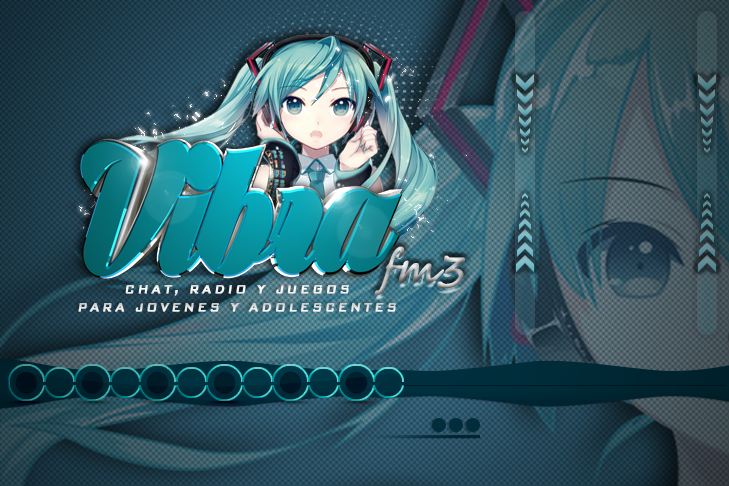 Vibra
fm3
CHAT, RADIO Y JUEGOS
PARA JOVENES Y ADOLESCENTES